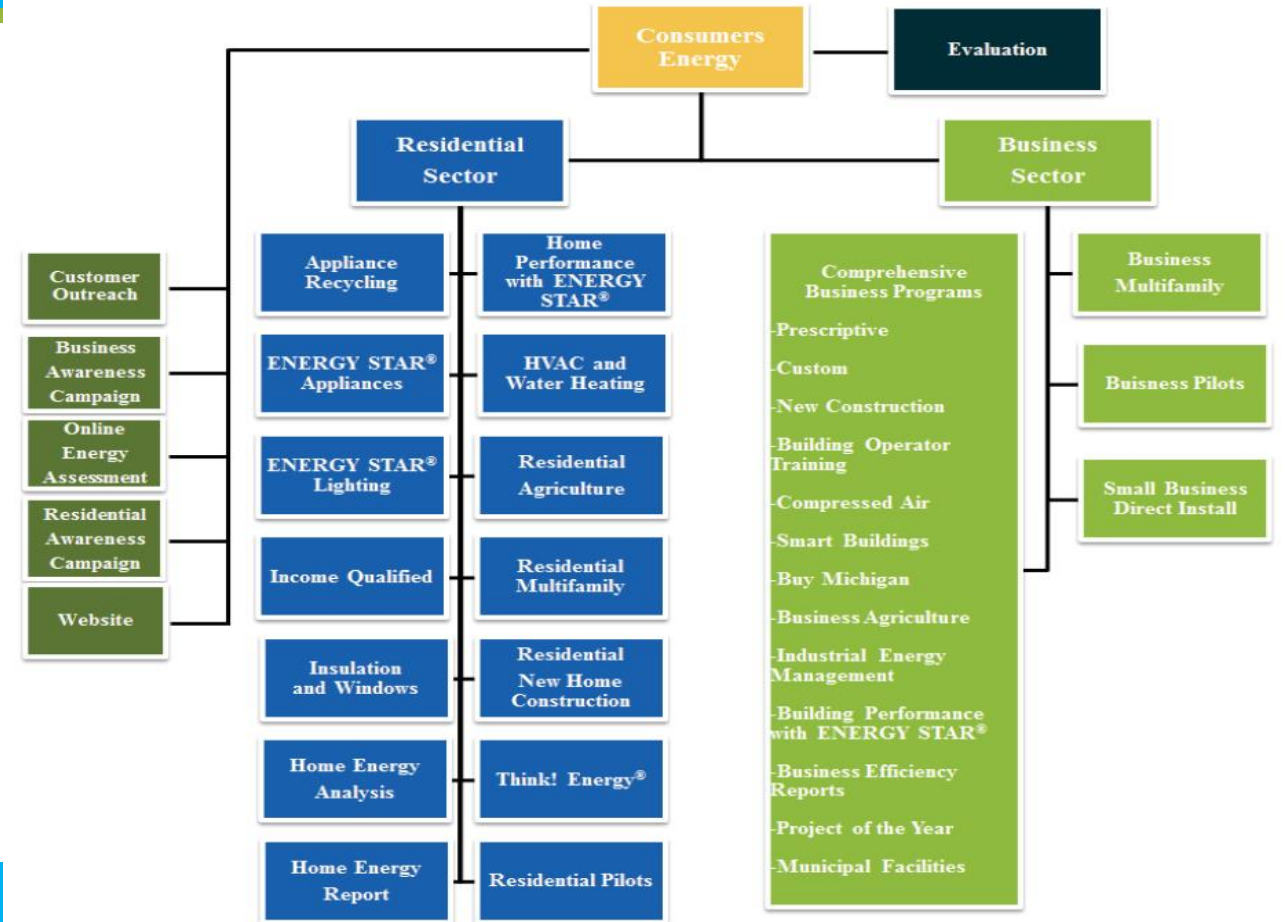 Consumers
Energy
Evaluation
Residential
Sector
Business
Sector
Customer
Outreach
Business
Awareness
Campaign
Online
Energy
Assessment
Residential
Awareness
Campaign
Website
Appliance
Recycling
Home
Performance
with ENERGY
STAR®
ENERGY STAR®
Appliances
HVAC and
Water Heating
ENERGY STAR®
Lighting
Residential
Agriculture
Income Qualified
Residential
Multifamily
Insulation
and Windows
Residential
New Home
Construction
Home Energy
Analysis
Think! Energy®
Home Energy
Report
Residential Pilots
Comprehensive
Business Programs
-Prescriptive
-Custom
-New Construction
-Building Operator
Training
-Compressed Air
-Smart Buildings
-Buy Michigan
-Business Agriculture
-Industrial Energy
Management
-Building Performance
with ENERGY STAR®
-Business Efficiency
Reports
-Project of the Year
-Municipal Facilities
Business
Multifamily
Buisness Pilots
Small Business
Direct Install